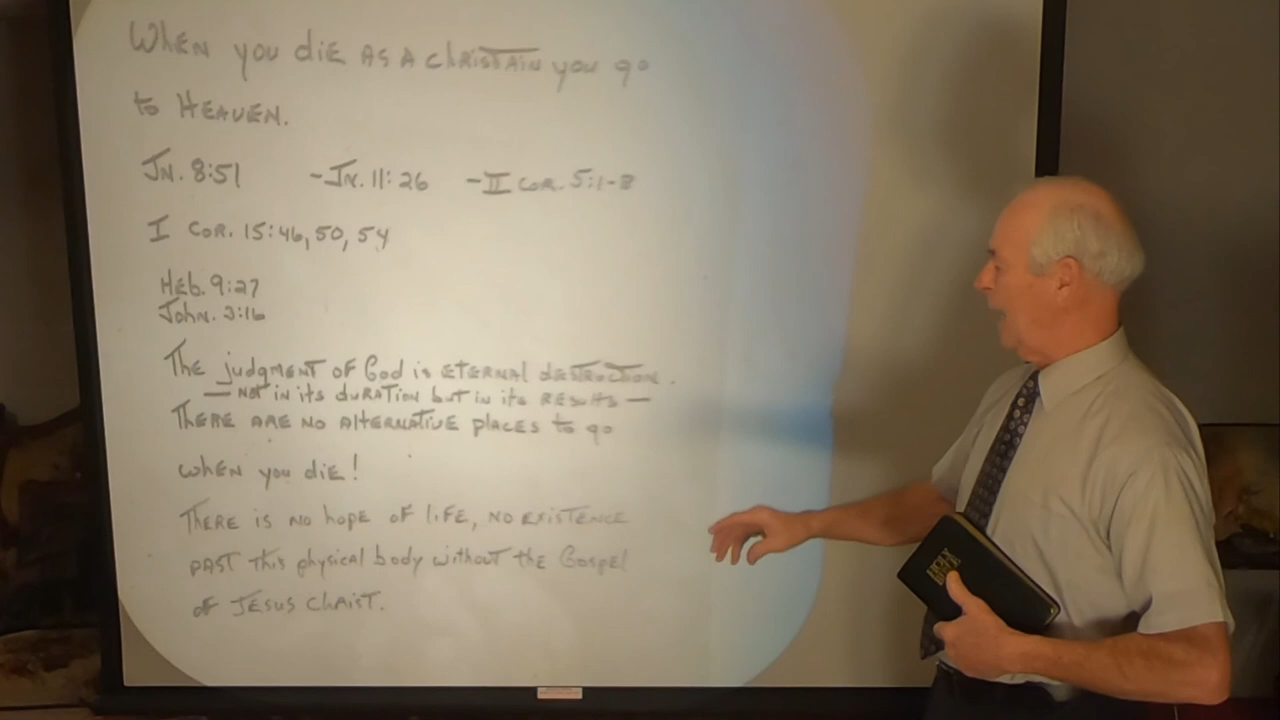 When you die as a christain you go
to Heaven.
JN. 8:51 -JN. 11:26 -II COR. 5:1-8
I COR. 15:46, 50, 54
Heb. 9:27
John. 3:16
The judgment of God is eternal destruction.
— not in its duration but in its results —
There are no alternative places to go
when you die!
There is no hope of life, no existence
past this physical body without the Gospel
of Jesus Christ.
HOLY
BIBLE